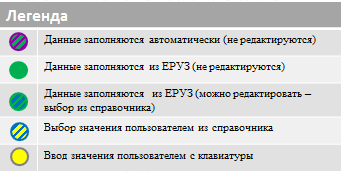 Легенда
Данные заполняются автоматически (не редактируются)
Данные заполняются из ЕРУЗ (не редактируются)
Данные заполняются из ЕРУЗ (можно редактировать –
выбор из справочника)
Выбор значения пользователем из справочника
Ввод значения пользователем с клавиатуры